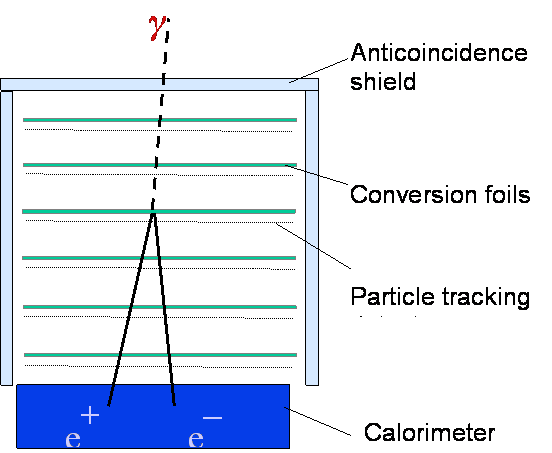 γ
Anticoincidence
shield
Conversion foils
Particle tracking
Calorimeter
e+
e−